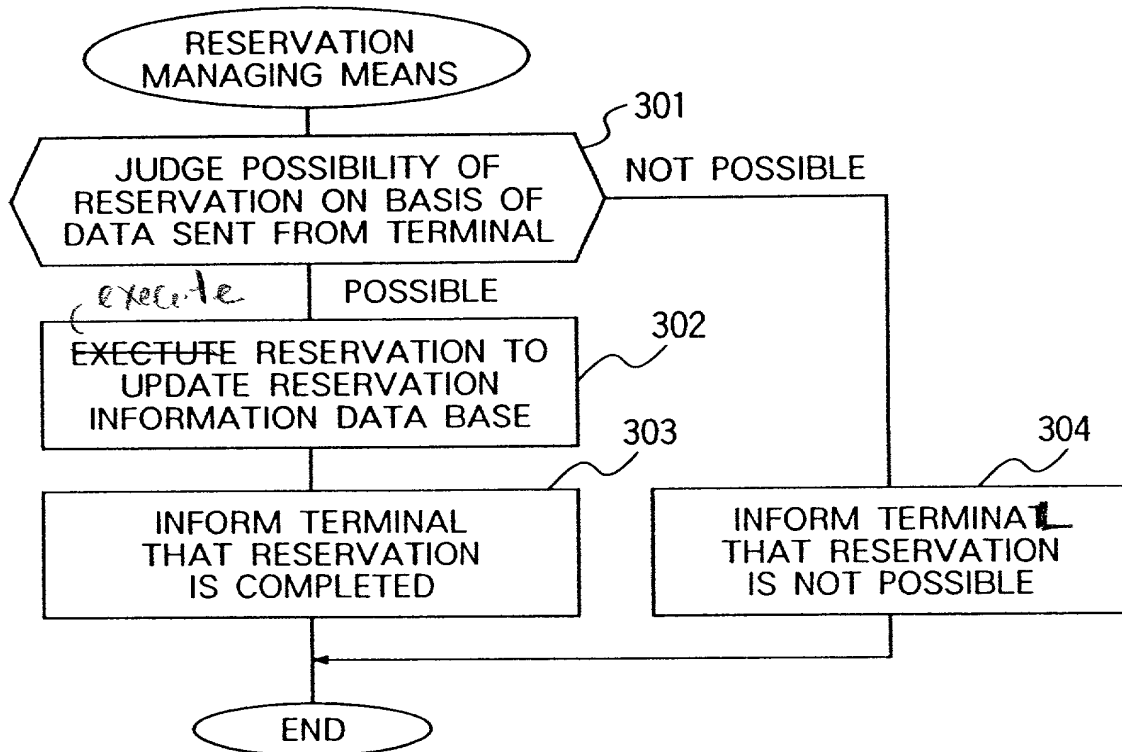 RESERVATION
MANAGING MEANS
301
JUDGE POSSIBILITY OF
RESERVATION ON BASIS OF
DATA SENT FROM TERMINAL
NOT POSSIBLE
POSSIBLE
execute
302
EXECTUTE RESERVATION TO
UPDATE RESERVATION
INFORMATION DATA BASE
303
INFORM TERMINAL
THAT RESERVATION
IS COMPLETED
304
INFORM TERMINAL
THAT RESERVATION
IS NOT POSSIBLE
END